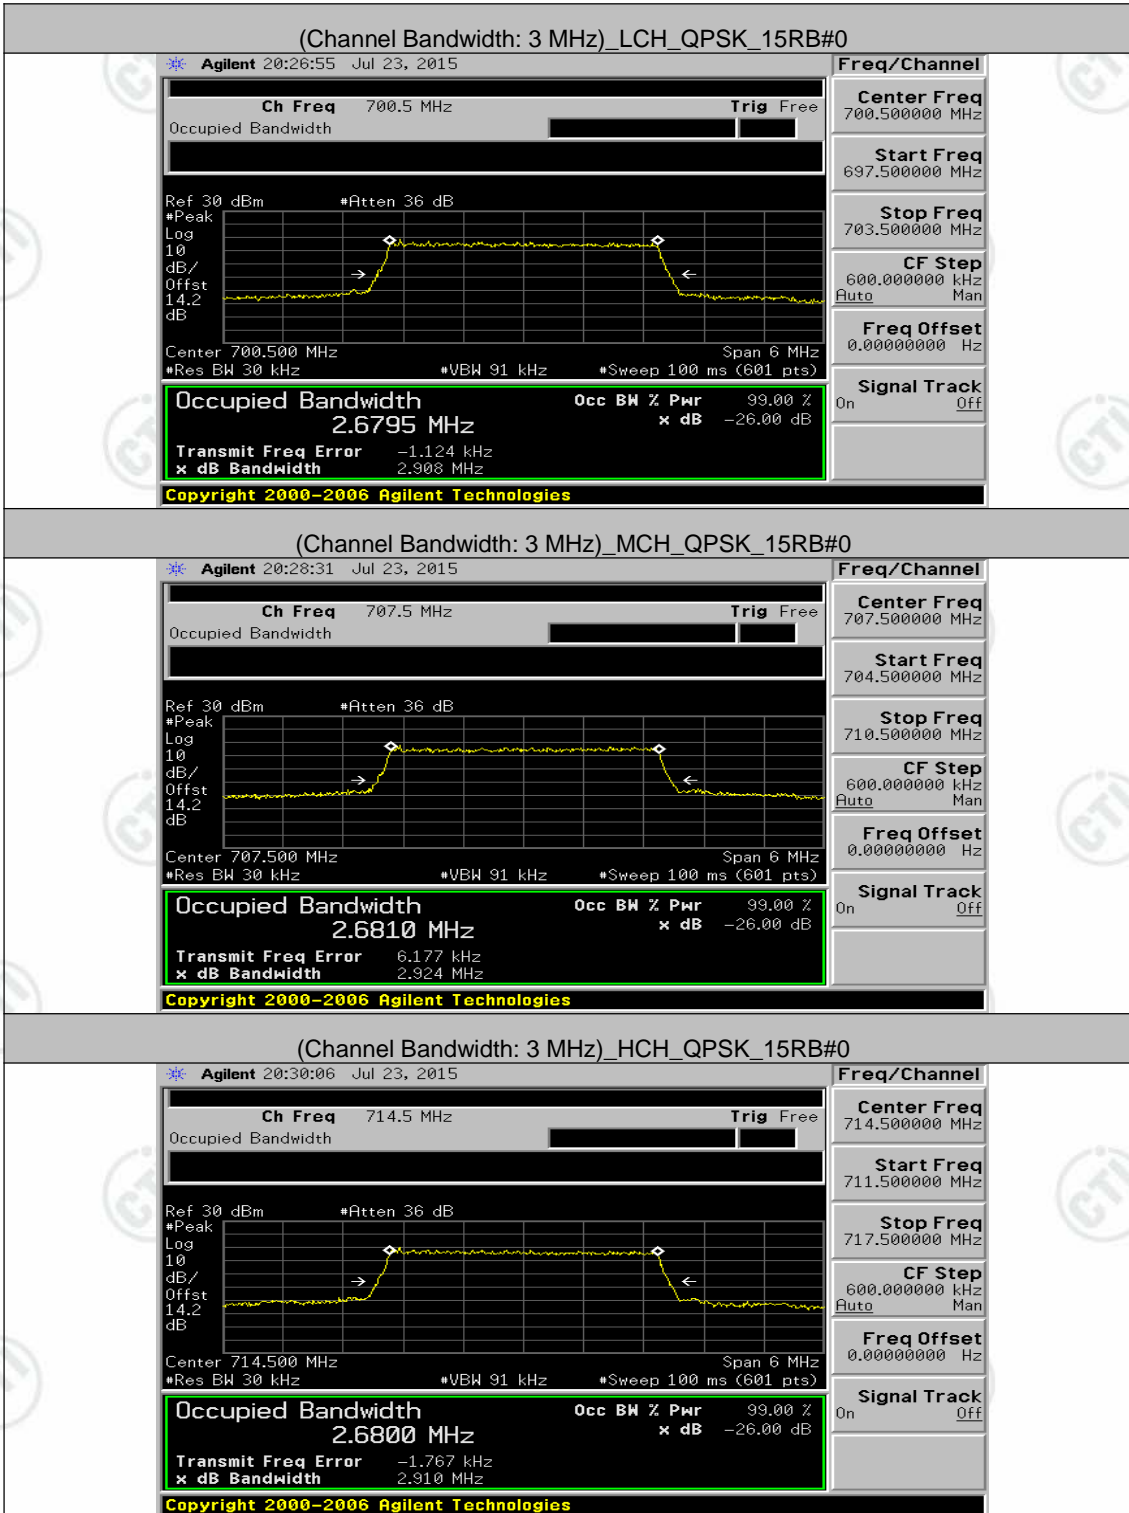 (Channel Bandwidth: 3 MHz)_LCH_QPSK_15RB#0
Agilent 20:26:55 Jul 23, 2015
Freq/Channel
Ch Freq 700.5 MHz Trig Free
Occupied Bandwidth
Center Freq
700.500000 MHz
Start Freq
697.500000 MHz
Stop Freq
703.500000 MHz
CF Step
600.000000 kHz
Auto Man
Freq Offset
0.00000000 Hz
Signal Track
On Off
Ref 30 dBm #Atten 36 dB
#Peak
Log
10
dB/
Offst
14.2
dB
Center 700.500 MHz Span 6 MHz
#Res BW 30 kHz #VBW 91 kHz #Sweep 100 ms (601 pts)
Occupied Bandwidth Occ BW % Pwr 99.00 %
2.6795 MHz x dB -26.00 dB
Transmit Freq Error -1.124 kHz
x dB Bandwidth 2.908 MHz
Copyright 2000-2006 Agilent Technologies
(Channel Bandwidth: 3 MHz)_MCH_QPSK_15RB#0
Agilent 20:28:31 Jul 23, 2015
Freq/Channel
Ch Freq 707.5 MHz Trig Free
Occupied Bandwidth
Center Freq
707.500000 MHz
Start Freq
704.500000 MHz
Stop Freq
710.500000 MHz
CF Step
600.000000 kHz
Auto Man
Freq Offset
0.00000000 Hz
Signal Track
On Off
Ref 30 dBm #Atten 36 dB
#Peak
Log
10
dB/
Offst
14.2
dB
Center 707.500 MHz Span 6 MHz
#Res BW 30 kHz #VBW 91 kHz #Sweep 100 ms (601 pts)
Occupied Bandwidth Occ BW % Pwr 99.00 %
2.6810 MHz x dB -26.00 dB
Transmit Freq Error 6.177 kHz
x dB Bandwidth 2.924 MHz
Copyright 2000-2006 Agilent Technologies
(Channel Bandwidth: 3 MHz)_HCH_QPSK_15RB#0
Agilent 20:30:06 Jul 23, 2015
Freq/Channel
Ch Freq 714.5 MHz Trig Free
Occupied Bandwidth
Center Freq
714.500000 MHz
Start Freq
711.500000 MHz
Stop Freq
717.500000 MHz
CF Step
600.000000 kHz
Auto Man
Freq Offset
0.00000000 Hz
Signal Track
On Off
Ref 30 dBm #Atten 36 dB
#Peak
Log
10
dB/
Offst
14.2
dB
Center 714.500 MHz Span 6 MHz
#Res BW 30 kHz #VBW 91 kHz #Sweep 100 ms (601 pts)
Occupied Bandwidth Occ BW % Pwr 99.00 %
2.6800 MHz x dB -26.00 dB
Transmit Freq Error -1.767 kHz
x dB Bandwidth 2.910 MHz
Copyright 2000-2006 Agilent Technologies
CTI
CTI
CTI
CTI
CTI
CTI
CTI